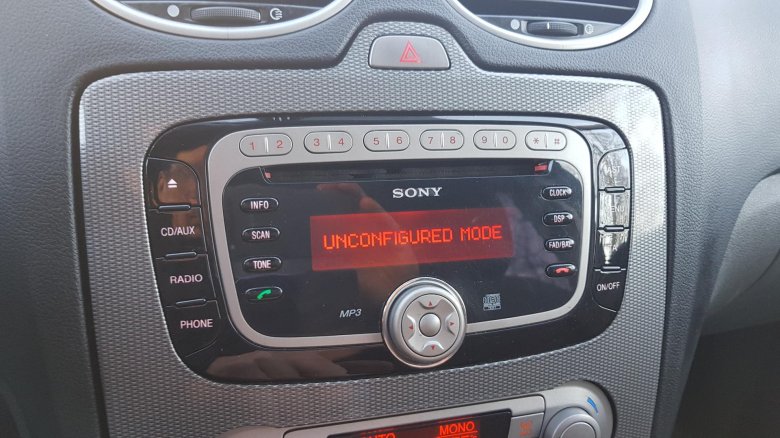 1 2 3 4 5 6 7 8 9 0 * #
SONY
INFO
CLOCK
SCAN
DSP
CD/AUX
UNCONFIGURED MODE
TONE
FAD/BAL
RADIO
ON/OFF
MP3
PHONE
AUTO
MONO